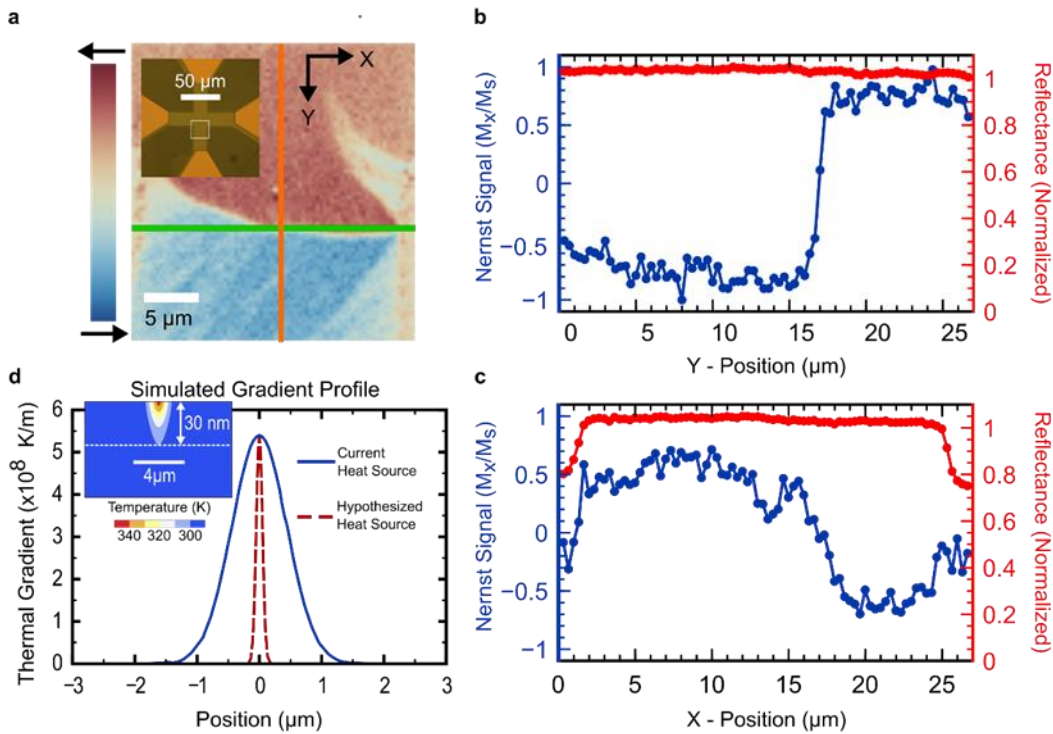 a
50 µm
X
Y
5 µm
b
1
0.5
0
−0.5
−1
Nernst Signal (Mx/Ms)
1
0.8
0.6
0.4
0.2
0
Reflectance (Normalized)
0
5
10
15
20
25
Y - Position (µm)
d
Simulated Gradient Profile
6
5
4
3
2
1
0
Thermal Gradient (x10⁸ K/m)
30 nm
4µm
Temperature (K)
340 320 300
Current
Heat Source
Hypothesized
Heat Source
−3
−2
−1
0
1
2
3
Position (µm)
c
1
0.5
0
−0.5
−1
Nernst Signal (Mx/Ms)
1
0.8
0.6
0.4
0.2
0
Reflectance (Normalized)
0
5
10
15
20
25
X - Position (µm)